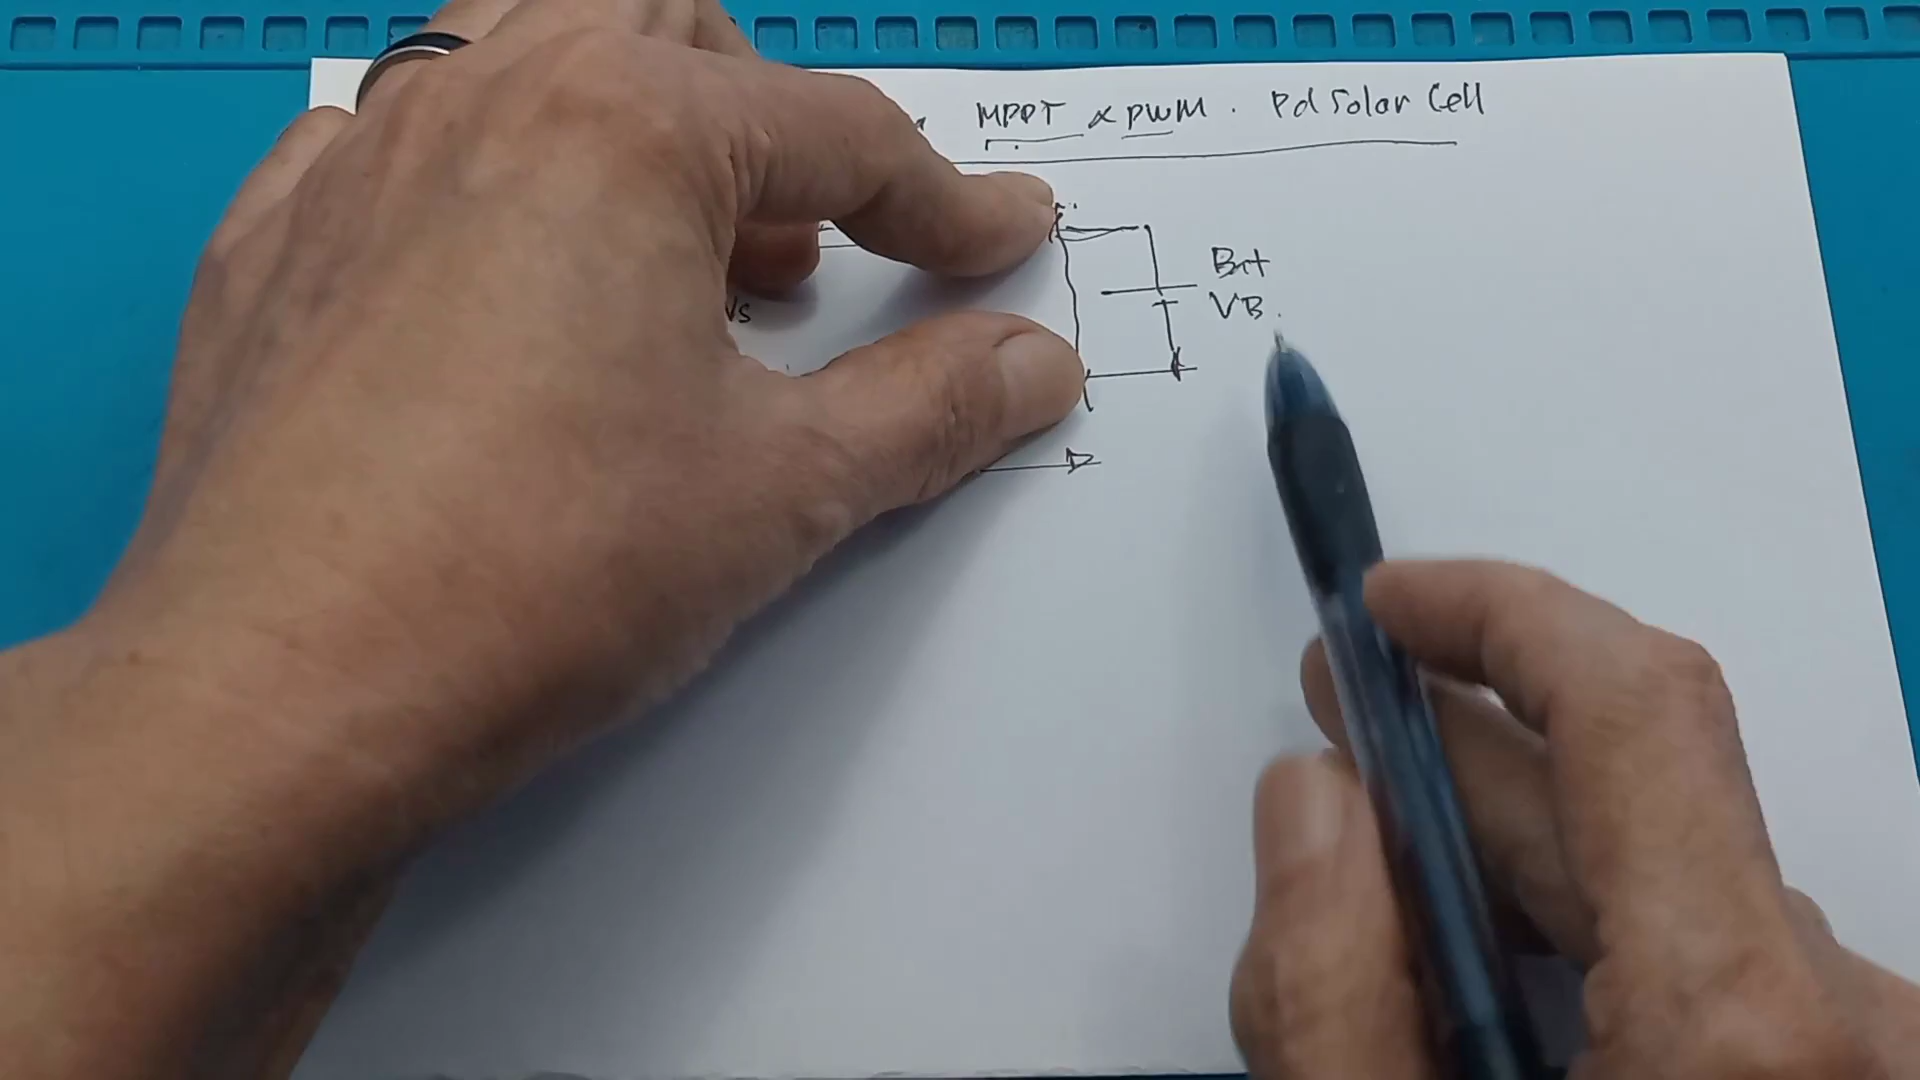 MPPT & PWM. Pd Solar Cell
Bat
VB.
Vs